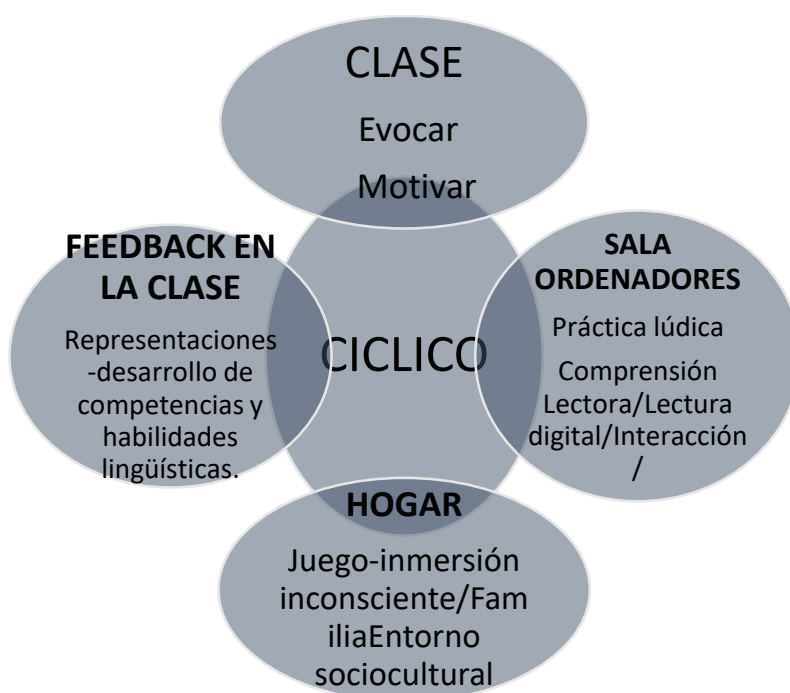 CLASE
Evocar
Motivar
FEEDBACK EN
LA CLASE
Representaciones
-desarrollo de
competencias y
habilidades
lingüísticas.
CICLICO
SALA
ORDENADORES
Práctica lúdica
Comprensión
Lectora/Lectura
digital/Interacción
/
HOGAR
Juego-inmersión
inconsciente/Fam
iliaEntorno
sociocultural